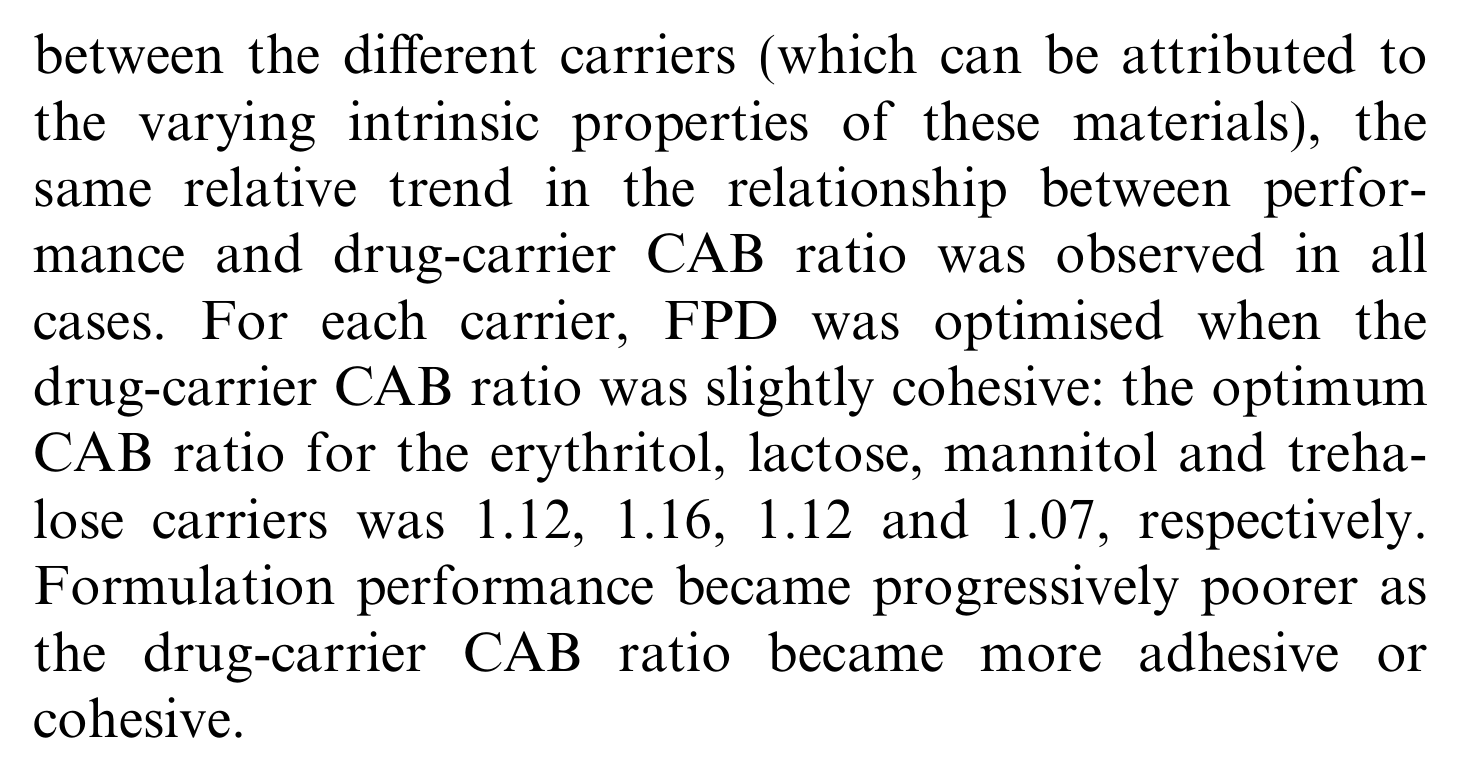 between the different carriers (which can be attributed to
the varying intrinsic properties of these materials), the
same relative trend in the relationship between perfor-
mance and drug-carrier CAB ratio was observed in all
cases. For each carrier, FPD was optimised when the
drug-carrier CAB ratio was slightly cohesive: the optimum
CAB ratio for the erythritol, lactose, mannitol and treha-
lose carriers was 1.12, 1.16, 1.12 and 1.07, respectively.
Formulation performance became progressively poorer as
the drug-carrier CAB ratio became more adhesive or
cohesive.